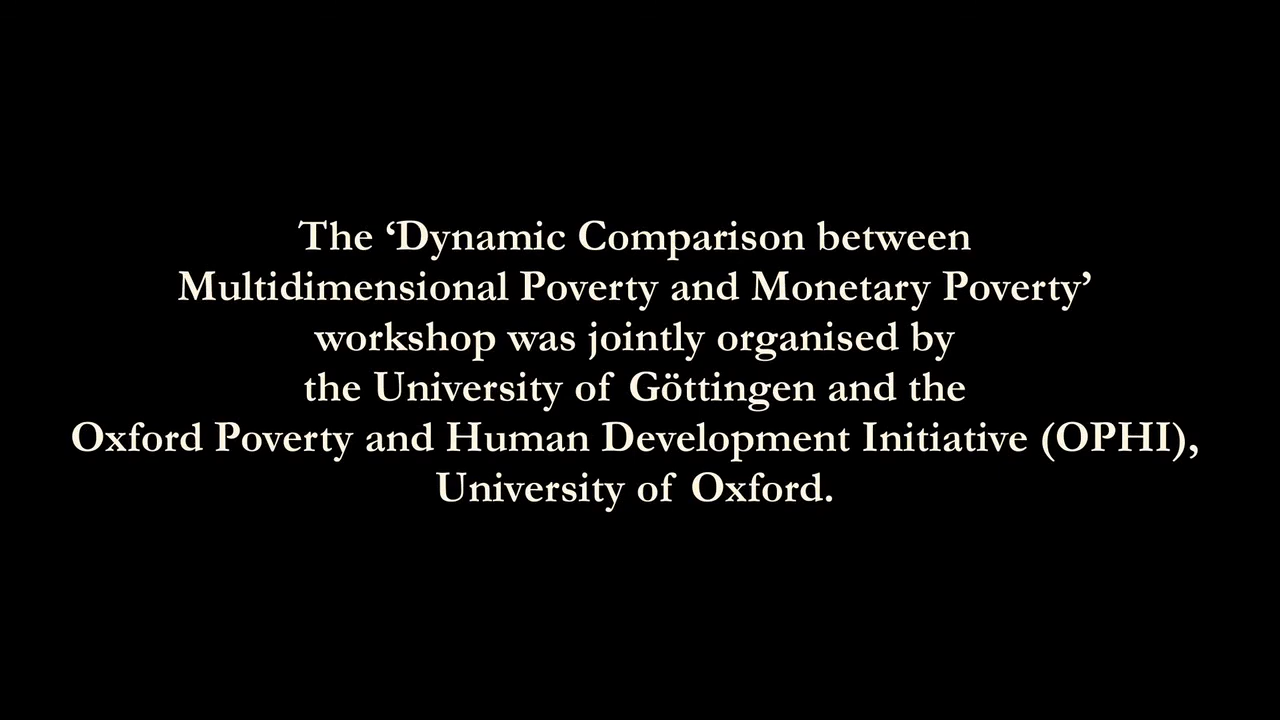 The ‘Dynamic Comparison between
Multidimensional Poverty and Monetary Poverty’
workshop was jointly organised by
the University of Göttingen and the
Oxford Poverty and Human Development Initiative (OPHI),
University of Oxford.